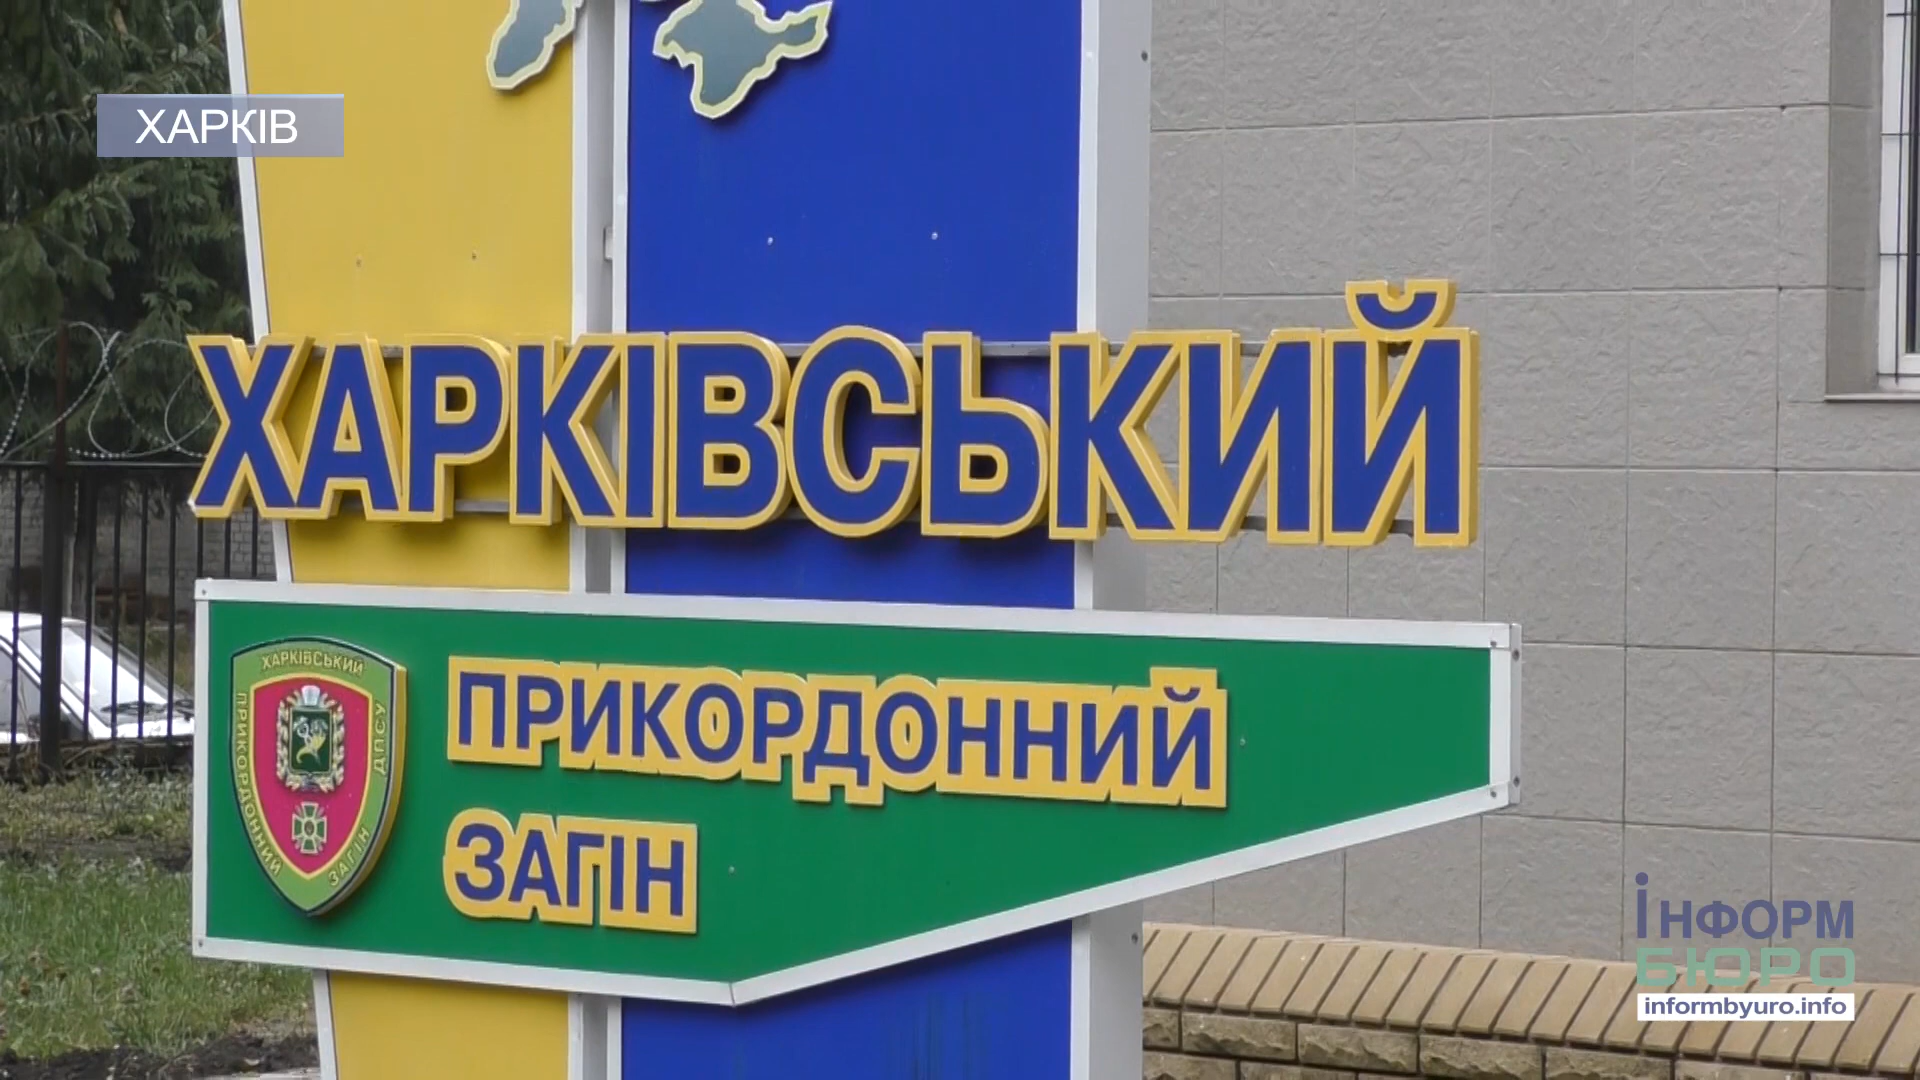 ХАРКІВ
ХАРКІВСЬКИЙ
ХАРКІВСЬКИЙ
ПРИКОРДОННИЙ
ЗАГІН
ДПСУ
ПРИКОРДОННИЙ
ЗАГІН
ІНФОРМ
БЮРО
informbyuro.info